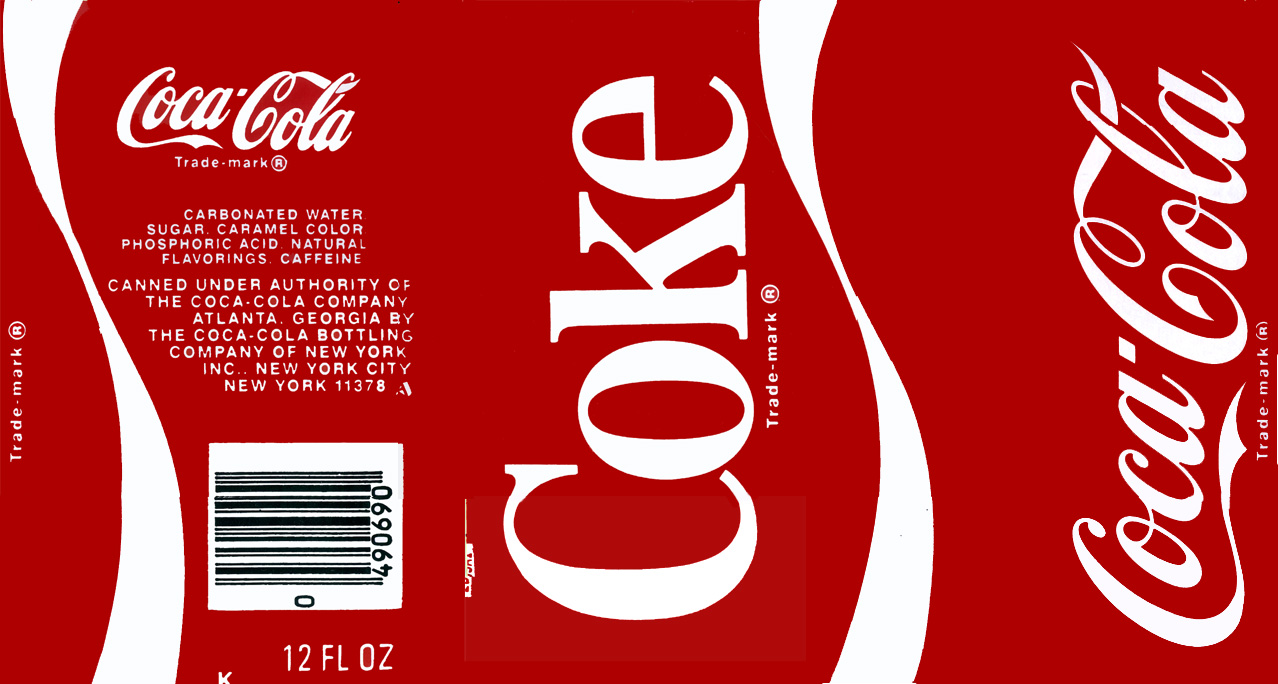 Coca-Cola
Trade-mark®
CARBONATED WATER
SUGAR, CARAMEL COLOR
PHOSPHORIC ACID, NATURAL
FLAVORINGS, CAFFEINE
CANNED UNDER AUTHORITY OF
THE COCA-COLA COMPANY
ATLANTA, GEORGIA BY
THE COCA-COLA BOTTLING
COMPANY OF NEW YORK
INC., NEW YORK CITY
NEW YORK 11378
490690
0
12 FL OZ
K
Trade-mark®
Coke
Trade-mark®
Coca-Cola
Trade-mark®